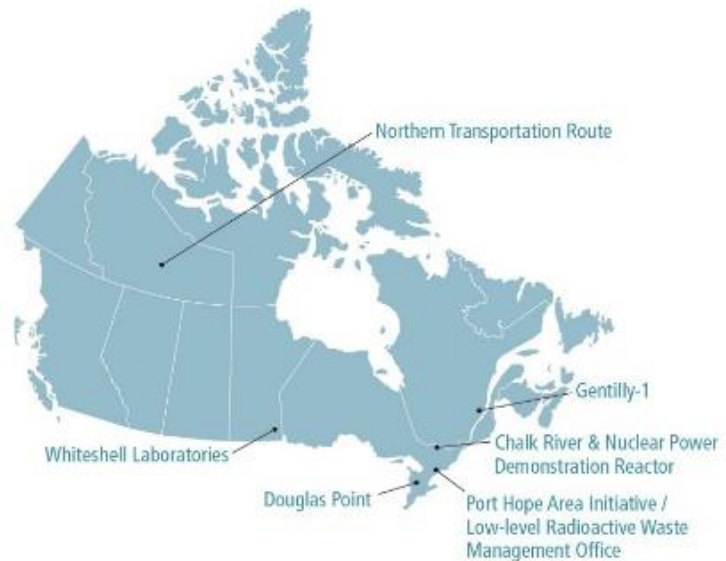 Northern Transportation Route
Gentilly-1
Whiteshell Laboratories
Chalk River & Nuclear Power
Demonstration Reactor
Douglas Point
Port Hope Area Initiative /
Low-level Radioactive Waste
Management Office